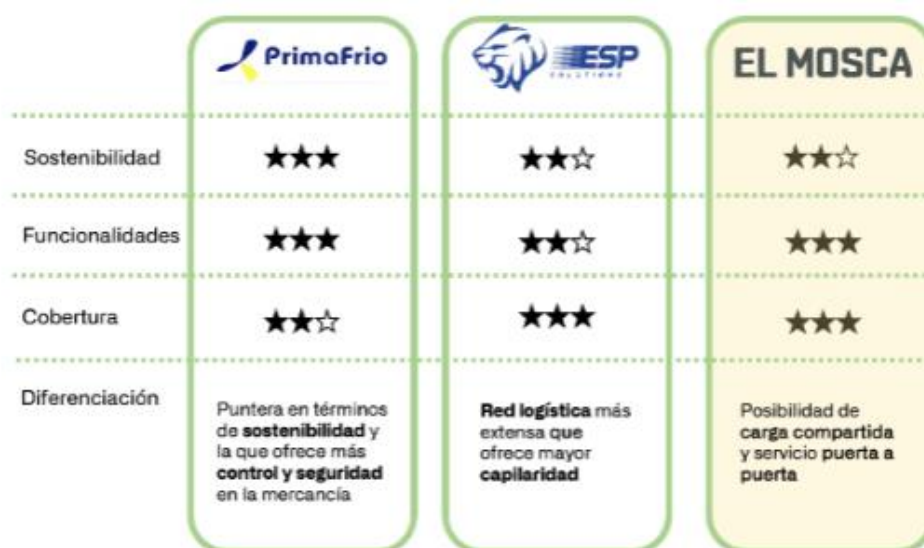 PrimaFrio
ESP
SOLUTIONS
EL MOSCA
Sostenibilidad
★★★
★★☆
★★☆
Funcionalidades
★★★
★★☆
★★★
Cobertura
★★☆
★★★
★★★
Diferenciación
Puntera en términos
de sostenibilidad y
la que ofrece más
control y seguridad
en la mercancía
Red logística más
extensa que
ofrece mayor
capilaridad
Posibilidad de
carga compartida
y servicio puerta a
puerta